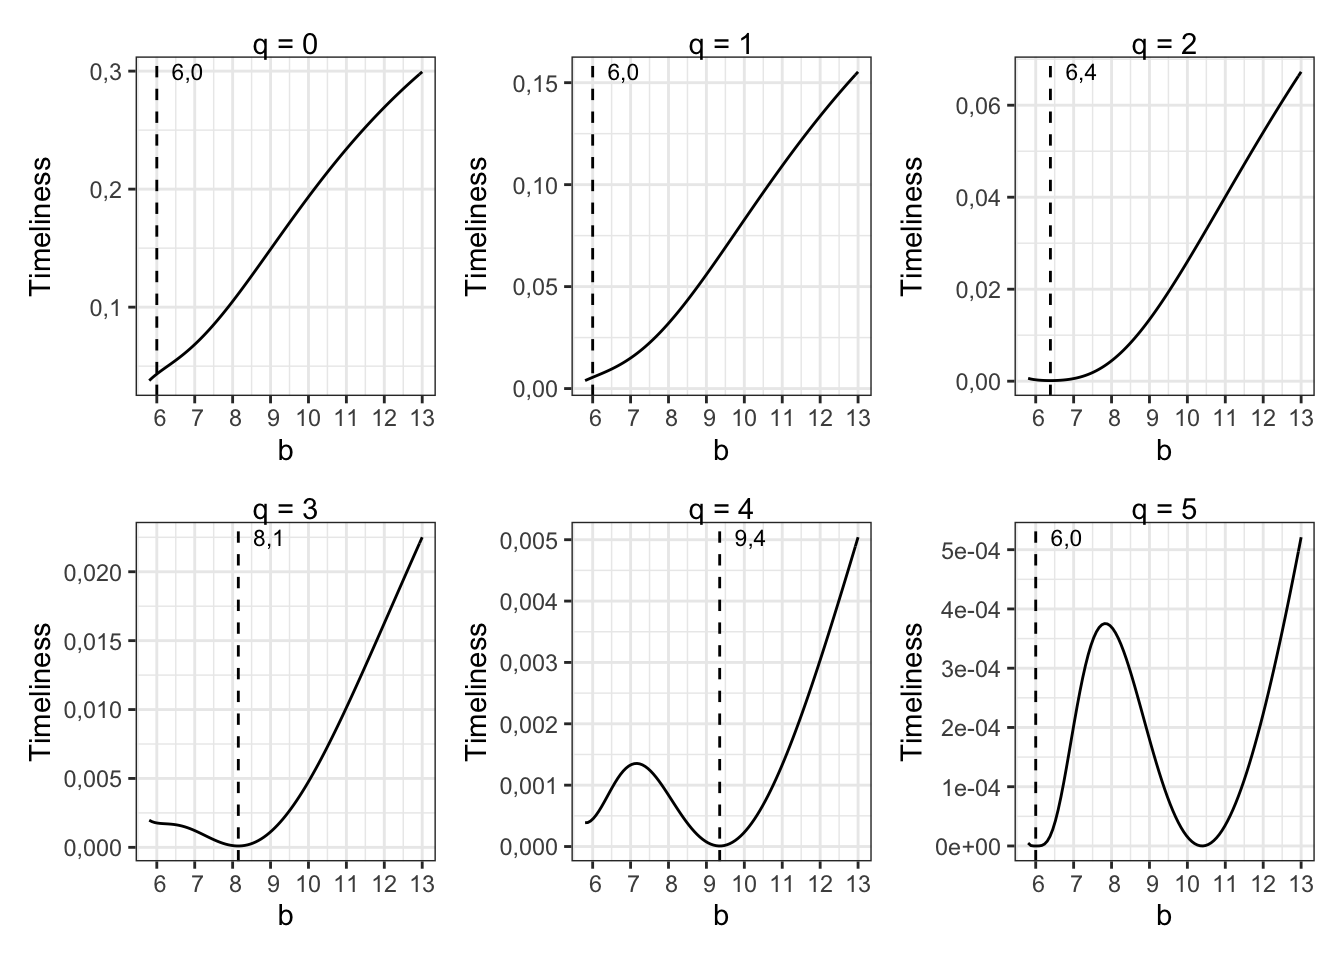 q = 0
6,0
0,3
0,2
0,1
Timeliness
6 7 8 9 10 11 12 13
b
q = 1
6,0
0,15
0,10
0,05
0,00
Timeliness
6 7 8 9 10 11 12 13
b
q = 2
6,4
0,06
0,04
0,02
0,00
Timeliness
6 7 8 9 10 11 12 13
b
q = 3
8,1
0,020
0,015
0,010
0,005
0,000
Timeliness
6 7 8 9 10 11 12 13
b
q = 4
9,4
0,005
0,004
0,003
0,002
0,001
0,000
Timeliness
6 7 8 9 10 11 12 13
b
q = 5
6,0
5e-04
4e-04
3e-04
2e-04
1e-04
0e+00
Timeliness
6 7 8 9 10 11 12 13
b